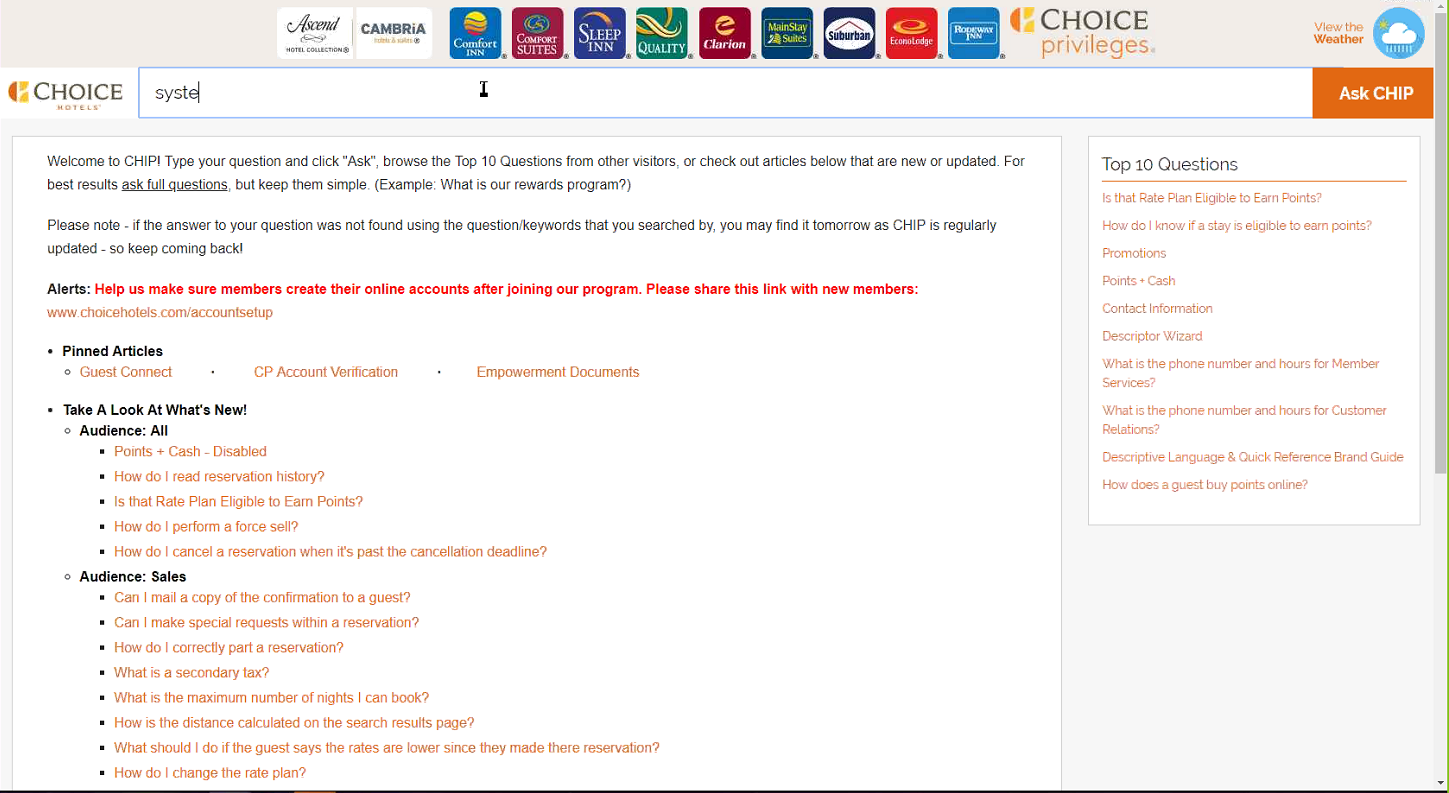 Ascend
HOTEL COLLECTION®
CAMBRiA
hotels & suites®
Comfort
INN
®
COMFORT
SUITES
®
SLEEP
INN
®
QUALITY
®
Clarion
®
MainStay
Suites
®
Suburban
®
ECONOLODGE
®
RODEWAY
INN
®
CHOICE
privileges®
View the
Weather
CHOICE
HOTELS
syste
Ask CHIP
Welcome to CHIP! Type your question and click "Ask", browse the Top 10 Questions from other visitors, or check out articles below that are new or updated. For
best results ask full questions, but keep them simple. (Example: What is our rewards program?)
Please note - if the answer to your question was not found using the question/keywords that you searched by, you may find it tomorrow as CHIP is regularly
updated - so keep coming back!
Alerts: Help us make sure members create their online accounts after joining our program. Please share this link with new members:
www.choicehotels.com/accountsetup
• Pinned Articles
Guest Connect · CP Account Verification · Empowerment Documents
• Take A Look At What's New!
Audience: All
Points + Cash - Disabled
How do I read reservation history?
Is that Rate Plan Eligible to Earn Points?
How do I perform a force sell?
How do I cancel a reservation when it's past the cancellation deadline?
Audience: Sales
Can I mail a copy of the confirmation to a guest?
Can I make special requests within a reservation?
How do I correctly part a reservation?
What is a secondary tax?
What is the maximum number of nights I can book?
How is the distance calculated on the search results page?
What should I do if the guest says the rates are lower since they made there reservation?
How do I change the rate plan?
Top 10 Questions
Is that Rate Plan Eligible to Earn Points?
How do I know if a stay is eligible to earn points?
Promotions
Points + Cash
Contact Information
Descriptor Wizard
What is the phone number and hours for Member
Services?
What is the phone number and hours for Customer
Relations?
Descriptive Language & Quick Reference Brand Guide
How does a guest buy points online?